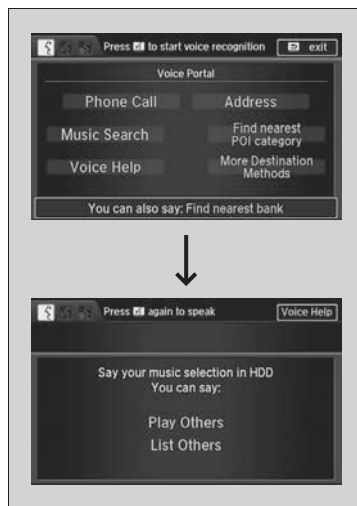 Press to start voice recognition exit
Voice Portal
Phone Call Address
Music Search Find nearest
POI category
Voice Help More Destination
Methods
You can also say: Find nearest bank
Press again to speak Voice Help
Say your music selection in HDD
You can say:
Play Others
List Others